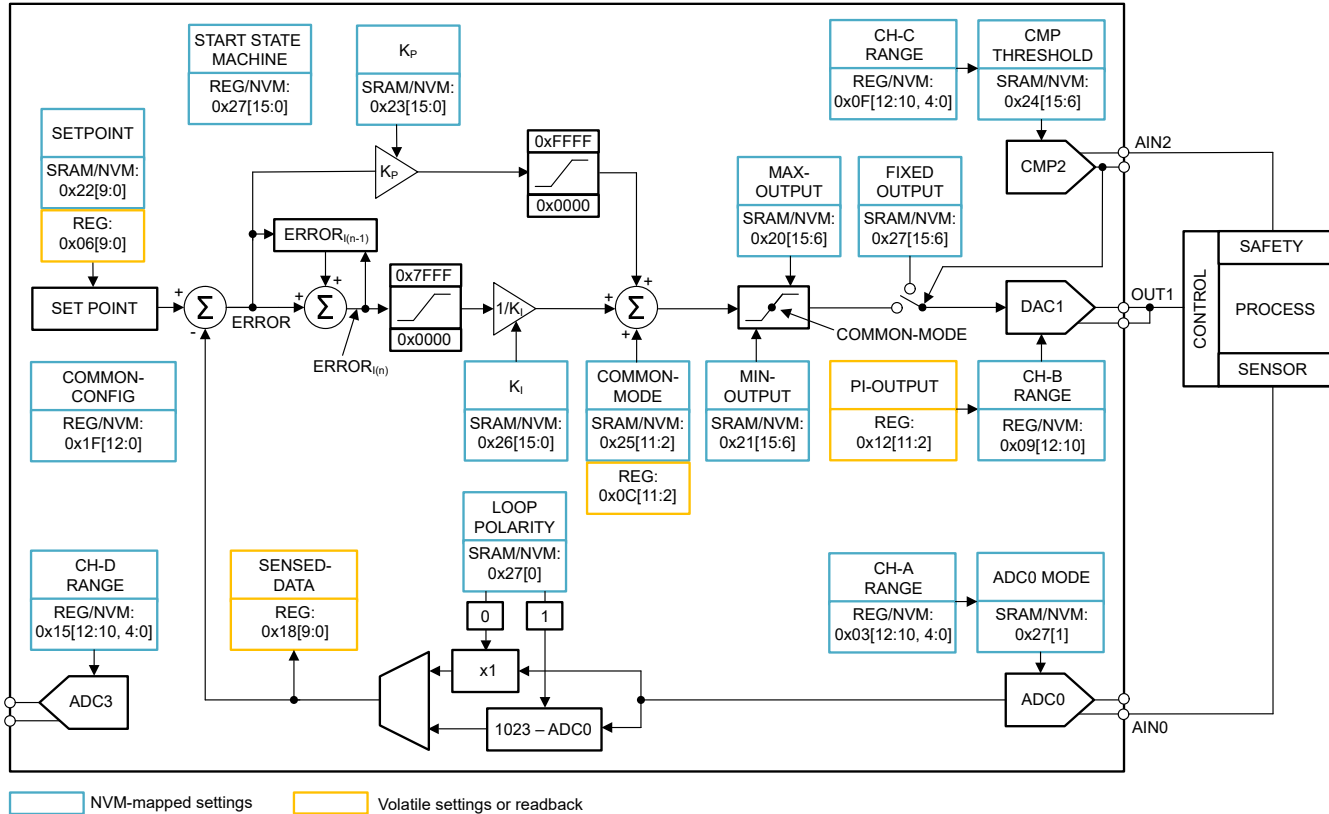 START STATE
MACHINE
REG/NVM:
0x27[15:0]
KP
SRAM/NVM:
0x23[15:0]
CH-C
RANGE
REG/NVM:
0x0F[12:10, 4:0]
CMP
THRESHOLD
SRAM/NVM:
0x24[15:6]
SETPOINT
SRAM/NVM:
0x22[9:0]
REG:
0x06[9:0]
SET POINT
KP
0xFFFF
0x0000
CMP2
AIN2
MAX-
OUTPUT
SRAM/NVM:
0x20[15:6]
FIXED
OUTPUT
SRAM/NVM:
0x27[15:6]
ERRORI(n-1)
+
-
Σ
ERROR
+
+
Σ
ERRORI(n)
0x7FFF
0x0000
1/KI
+
+
+
Σ
COMMON-MODE
DAC1
OUT1
CONTROL
SAFETY
PROCESS
SENSOR
COMMON-
CONFIG
REG/NVM:
0x1F[12:0]
KI
SRAM/NVM:
0x26[15:0]
COMMON-
MODE
SRAM/NVM:
0x25[11:2]
REG:
0x0C[11:2]
MIN-
OUTPUT
SRAM/NVM:
0x21[15:6]
PI-OUTPUT
REG:
0x12[11:2]
CH-B
RANGE
REG/NVM:
0x09[12:10]
LOOP
POLARITY
SRAM/NVM:
0x27[0]
0
1
CH-D
RANGE
REG/NVM:
0x15[12:10, 4:0]
ADC3
SENSED-
DATA
REG:
0x18[9:0]
x1
1023 – ADC0
CH-A
RANGE
REG/NVM:
0x03[12:10, 4:0]
ADC0 MODE
SRAM/NVM:
0x27[1]
ADC0
AIN0
NVM-mapped settings
Volatile settings or readback